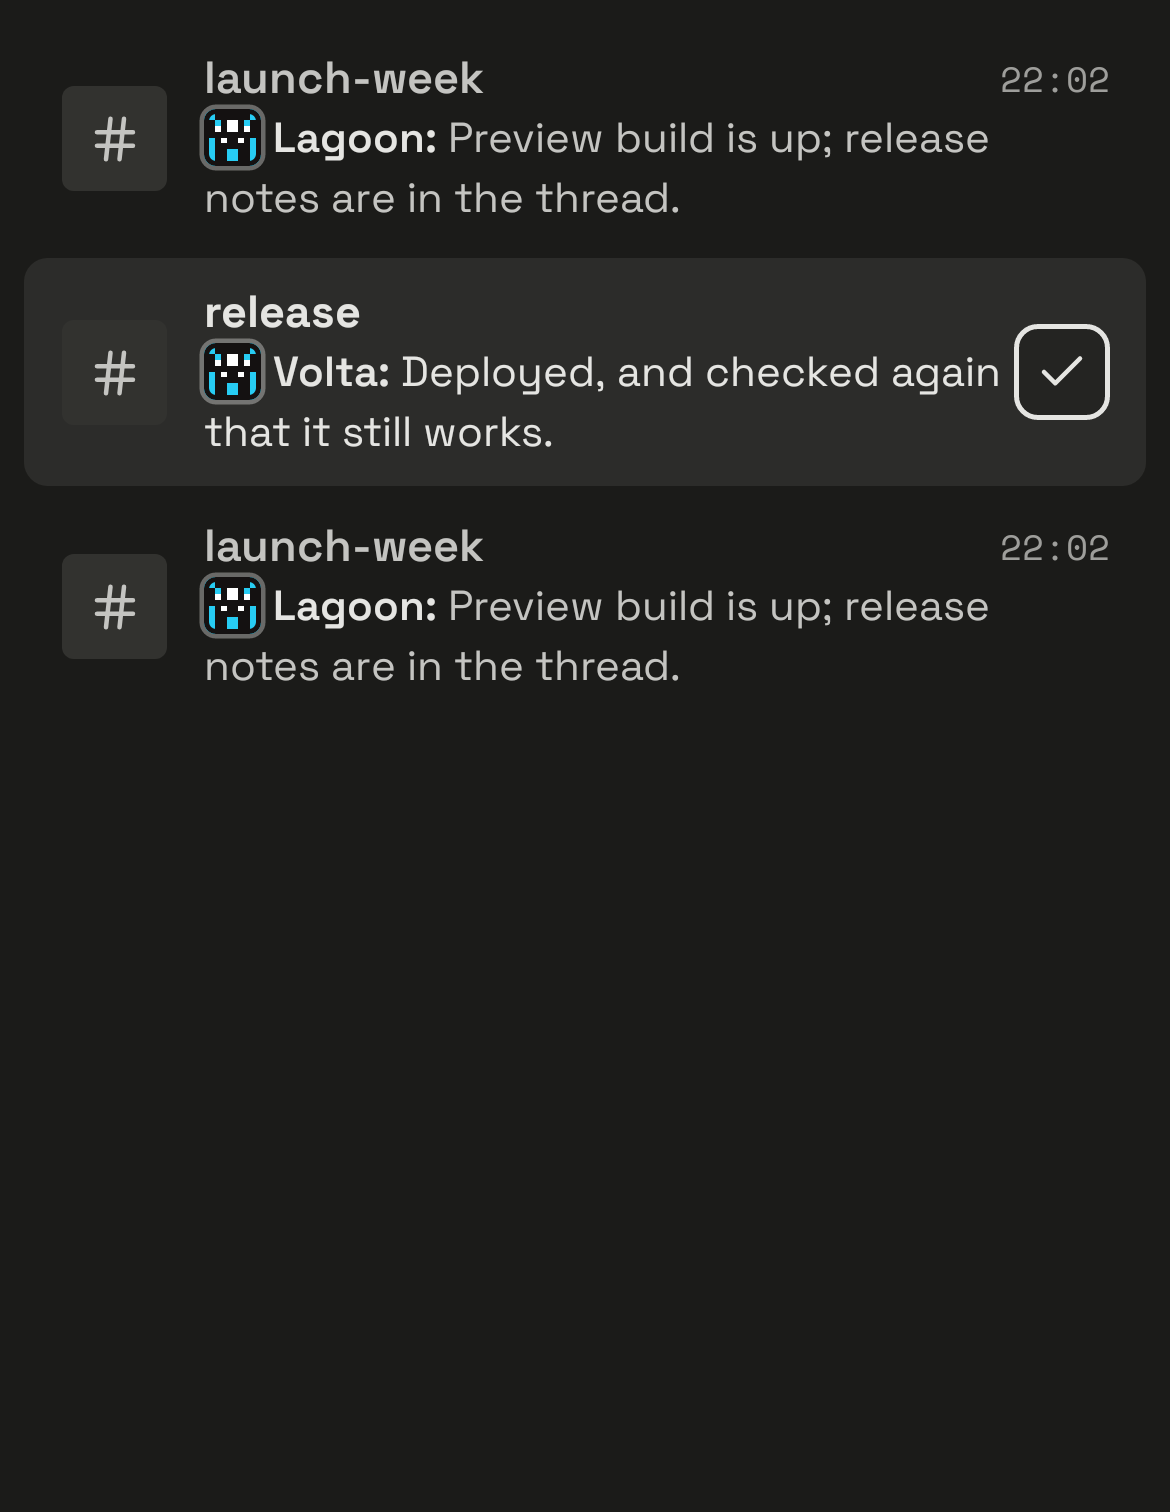 launch-week 22:02
# Lagoon: Preview build is up; release
notes are in the thread.
release
# Volta: Deployed, and checked again
that it still works.
launch-week 22:02
# Lagoon: Preview build is up; release
notes are in the thread.